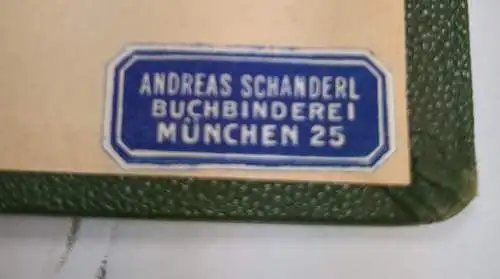 ANDREAS SCHANDERL
BUCHBINDEREI
MÜNCHEN 25